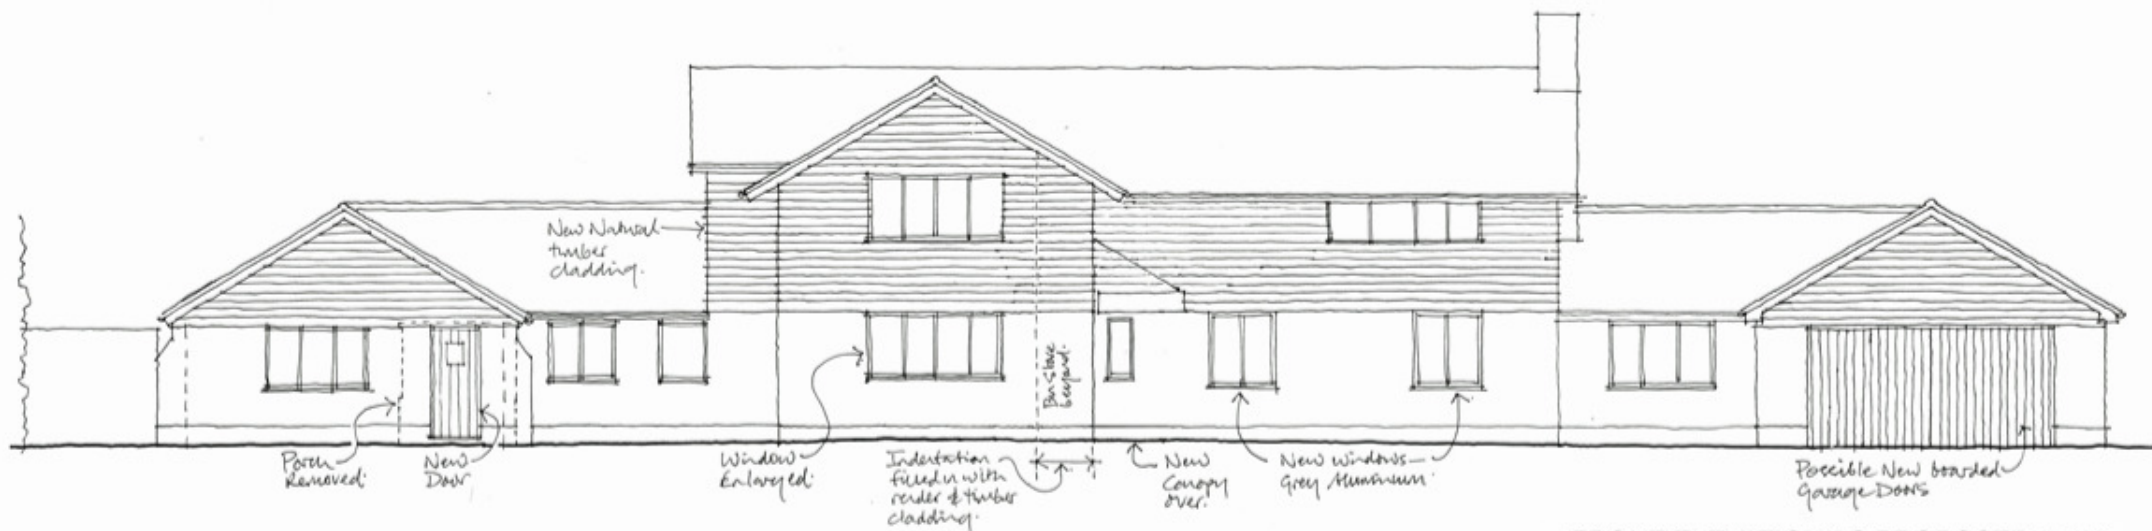 New Natural
timber
cladding.
Bin Store
beyond.
Porch
Removed.
New
Door
Window
Enlarged.
Indentation
filled in with
render & timber
cladding.
New
Canopy
over.
New windows
Grey Aluminium.
Possible New boarded
Garage Doors